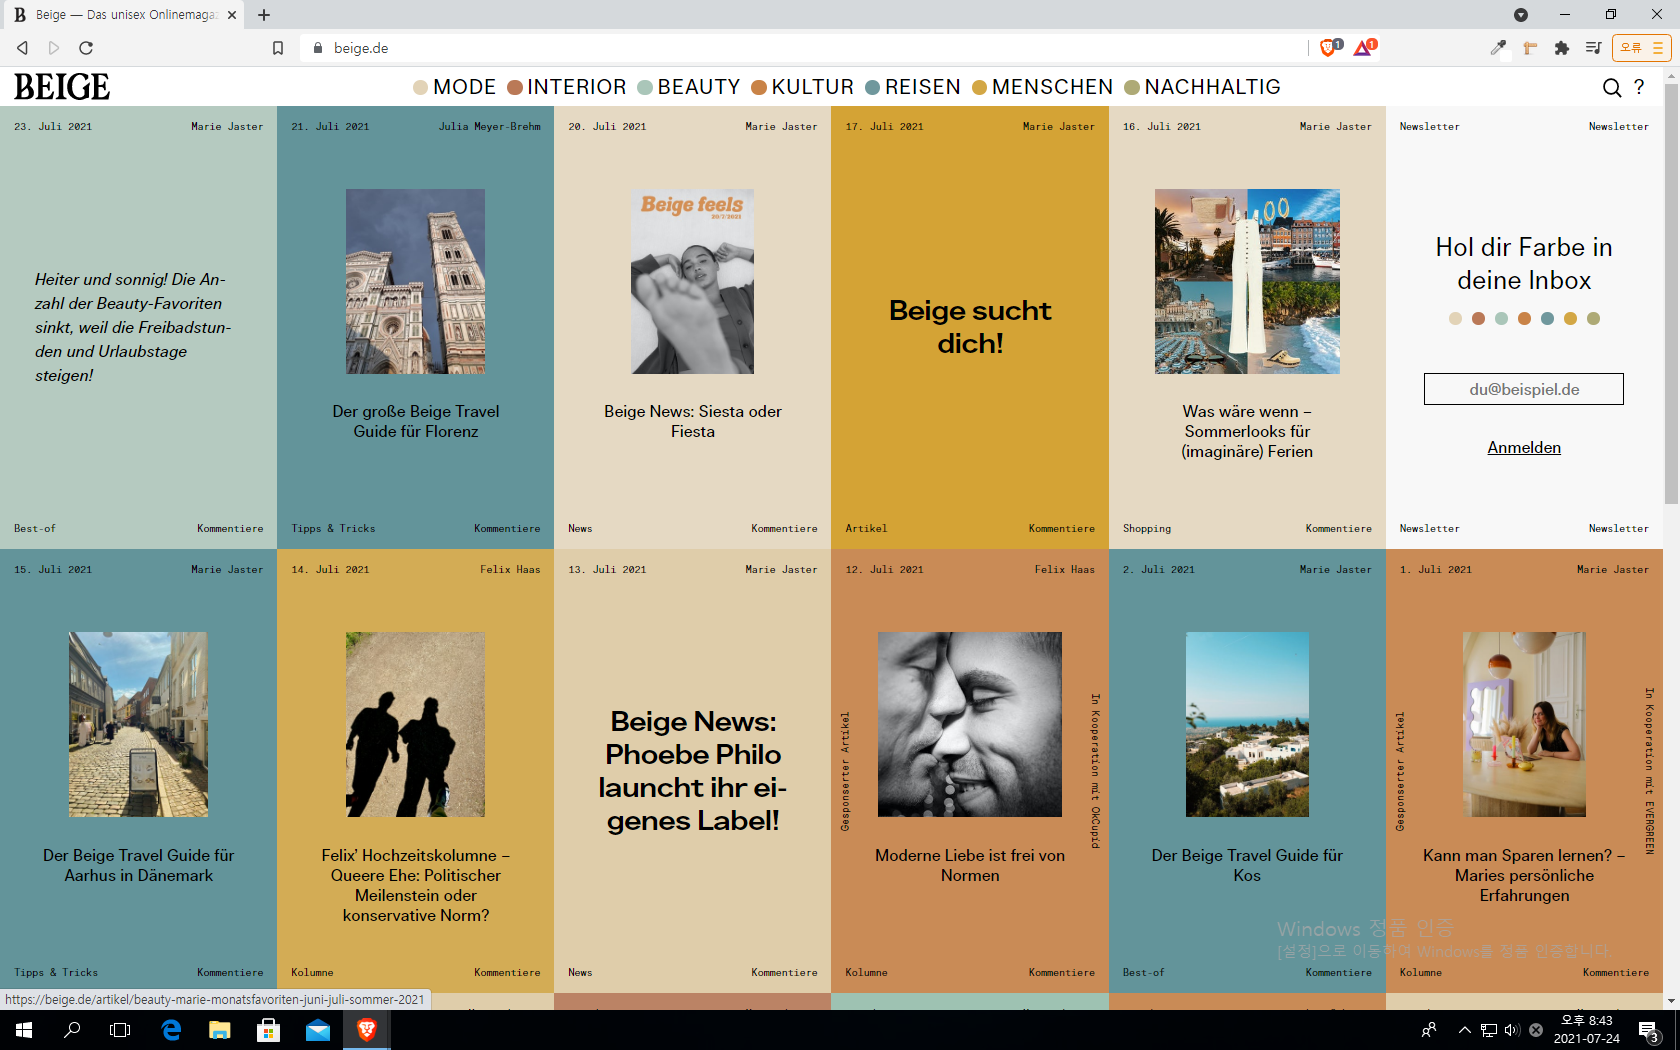 Beige — Das unisex Onlinemaga
beige.de
1
1
오류
BEIGE
MODE INTERIOR BEAUTY KULTUR REISEN MENSCHEN NACHHALTIG
?
23. Juli 2021 Marie Jaster
Heiter und sonnig! Die An-
zahl der Beauty-Favoriten
sinkt, weil die Freibadstun-
den und Urlaubstage
steigen!
Best-of Kommentiere
21. Juli 2021 Julia Meyer-Brehm
Der große Beige Travel
Guide für Florenz
Tipps & Tricks Kommentiere
20. Juli 2021 Marie Jaster
Beige feels
20/7/2021
Beige News: Siesta oder
Fiesta
News Kommentiere
17. Juli 2021 Marie Jaster
Beige sucht
dich!
Artikel Kommentiere
16. Juli 2021 Marie Jaster
Was wäre wenn –
Sommerlooks für
(imaginäre) Ferien
Shopping Kommentiere
Newsletter Newsletter
Hol dir Farbe in
deine Inbox
du@beispiel.de
Anmelden
Newsletter Newsletter
15. Juli 2021 Marie Jaster
Der Beige Travel Guide für
Aarhus in Dänemark
Tipps & Tricks Kommentiere
14. Juli 2021 Felix Haas
Felix’ Hochzeitskolumne –
Queere Ehe: Politischer
Meilenstein oder
konservative Norm?
Kolumne Kommentiere
13. Juli 2021 Marie Jaster
Beige News:
Phoebe Philo
launcht ihr ei-
genes Label!
News Kommentiere
12. Juli 2021 Felix Haas
Gesponserter Artikel
In Kooperation mit OkCupid
Moderne Liebe ist frei von
Normen
Kolumne Kommentiere
2. Juli 2021 Marie Jaster
Der Beige Travel Guide für
Kos
Best-of Kommentiere
1. Juli 2021 Marie Jaster
Gesponserter Artikel
In Kooperation mit EVERGREEN
Kann man Sparen lernen? –
Maries persönliche
Erfahrungen
Kolumne Kommentiere
Windows 정품 인증
[설정]으로 이동하여 Windows를 정품 인증합니다.
https://beige.de/artikel/beauty-marie-monatsfavoriten-juni-juli-sommer-2021
오후 8:43
2021-07-24
3